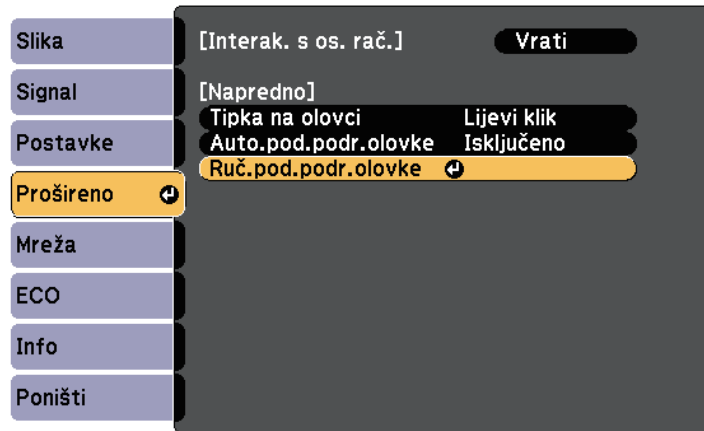 Slika
Signal
Postavke
Prošireno
Mreža
ECO
Info
Poništi
[Interak. s os. rač.] Vrati
[Napredno]
Tipka na olovci Lijevi klik
Auto.pod.podr.olovke Isključeno
Ruč.pod.podr.olovke